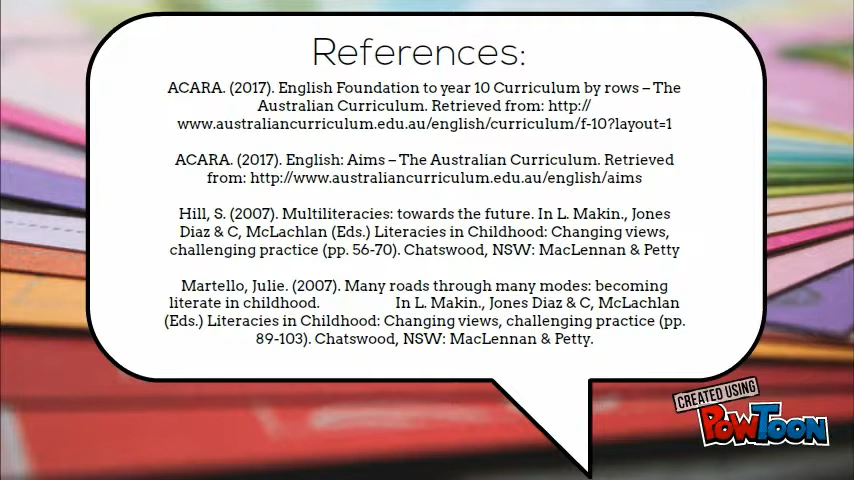 References:
ACARA. (2017). English Foundation to year 10 Curriculum by rows – The
Australian Curriculum. Retrieved from: http://
www.australiancurriculum.edu.au/english/curriculum/f-10?layout=1
ACARA. (2017). English: Aims – The Australian Curriculum. Retrieved
from: http://www.australiancurriculum.edu.au/english/aims
Hill, S. (2007). Multiliteracies: towards the future. In L. Makin., Jones
Diaz & C, McLachlan (Eds.) Literacies in Childhood: Changing views,
challenging practice (pp. 56-70). Chatswood, NSW: MacLennan & Petty
Martello, Julie. (2007). Many roads through many modes: becoming
literate in childhood. In L. Makin., Jones Diaz & C, McLachlan
(Eds.) Literacies in Childhood: Changing views, challenging practice (pp.
89-103). Chatswood, NSW: MacLennan & Petty.
CREATED USING
POWTOON